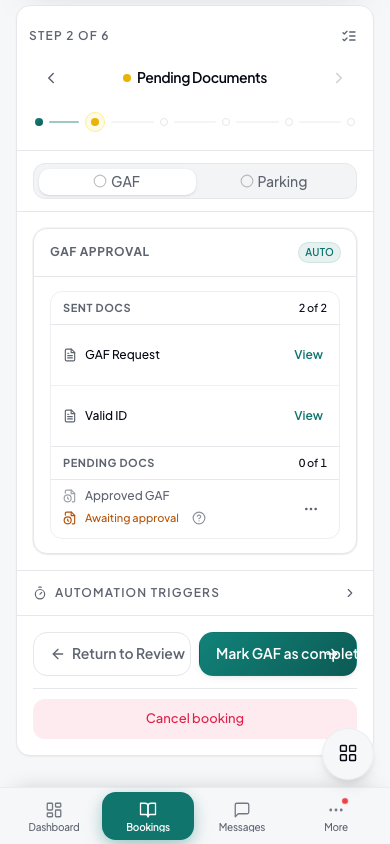 STEP 2 OF 6
Pending Documents
GAF
Parking
GAF APPROVAL
AUTO
SENT DOCS
2 of 2
GAF Request
View
Valid ID
View
PENDING DOCS
0 of 1
Approved GAF
Awaiting approval
AUTOMATION TRIGGERS
Return to Review
Mark GAF as complet
Cancel booking
Dashboard
Bookings
Messages
More